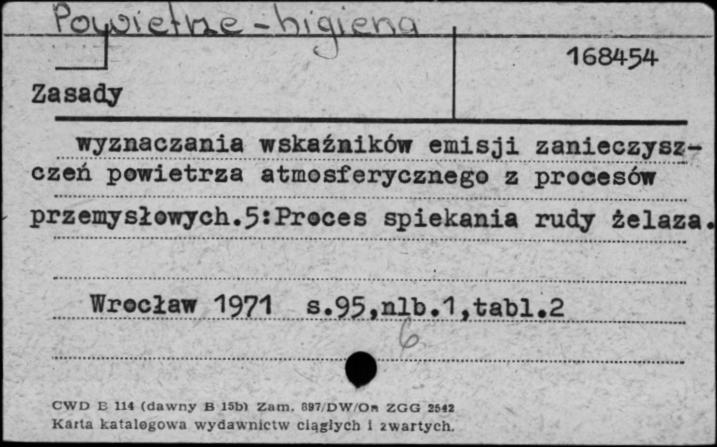 Powietrze - higiena
168454
Zasady
wyznaczania wskaźników emisji zanieczysz-
czeń powietrza atmosferycznego z procesów
przemysłowych.5:Proces spiekania rudy żelaza.
Wrocław 1971 s.95,nlb.1,tabl.2
6
CWD E 114 (dawny B 15b) Zam. 897/DW/On ZGG 2542
Karta katalogowa wydawnictw ciągłych i zwartych.